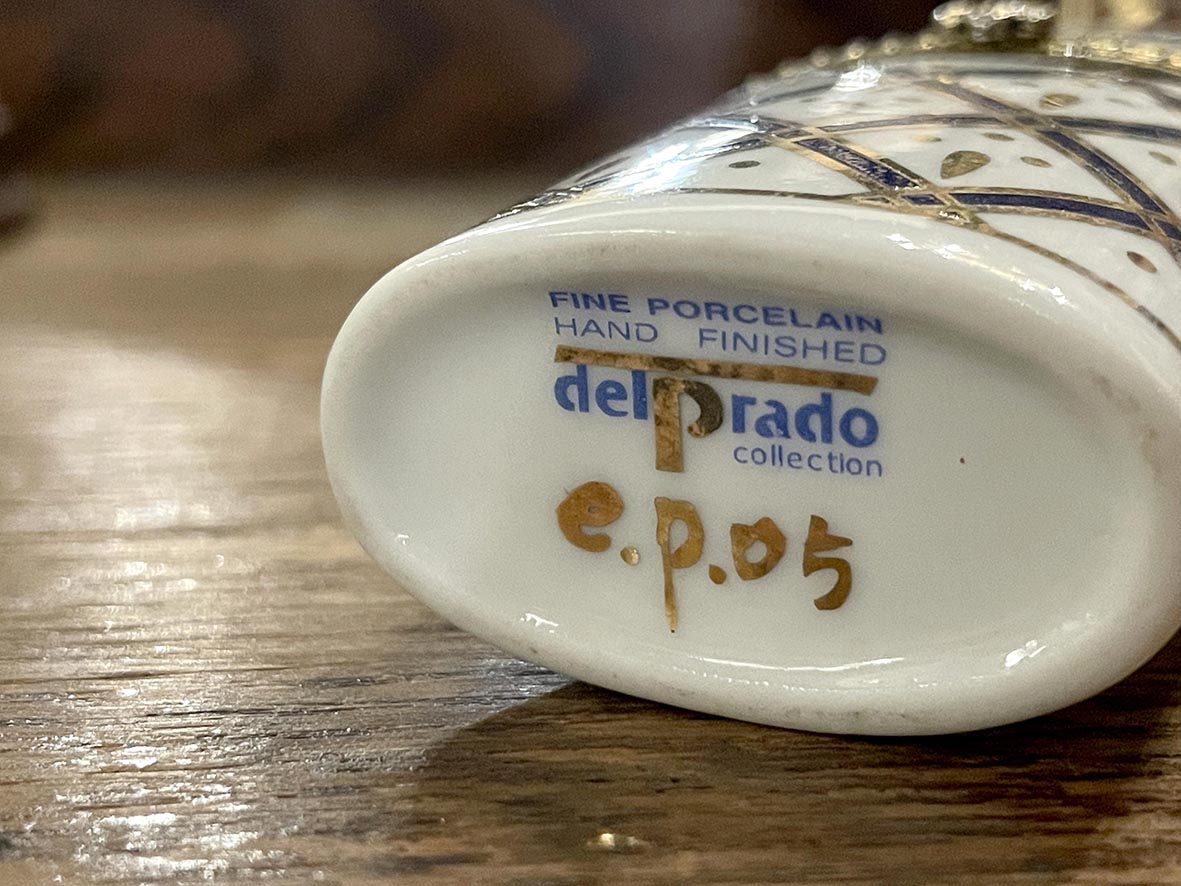 FINE PORCELAIN
HAND FINISHED
delprado
collection
e.p.05